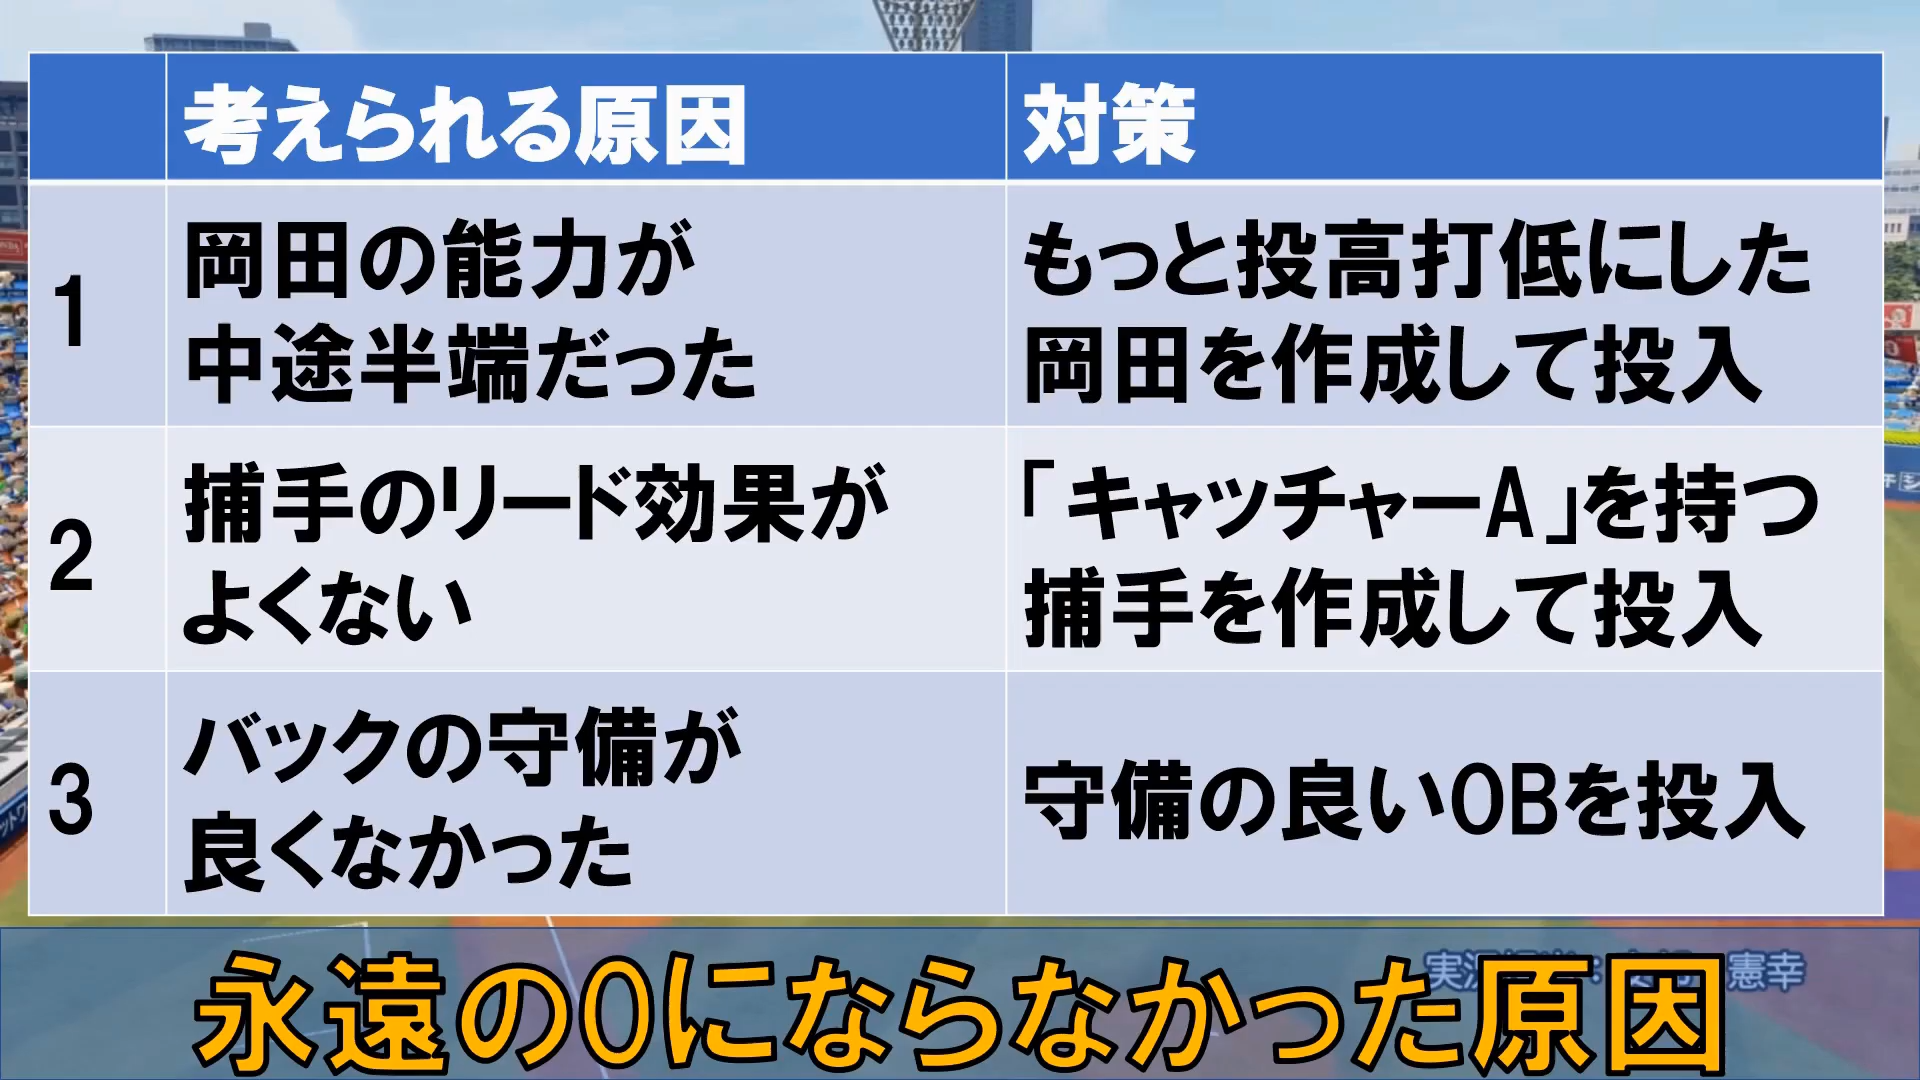 考えられる原因
対策
1
岡田の能力が
中途半端だった
もっと投高打低にした
岡田を作成して投入
2
捕手のリード効果が
よくない
「キャッチャーA」を持つ
捕手を作成して投入
3
バックの守備が
良くなかった
守備の良いOBを投入
永遠の0にならなかった原因
憲幸